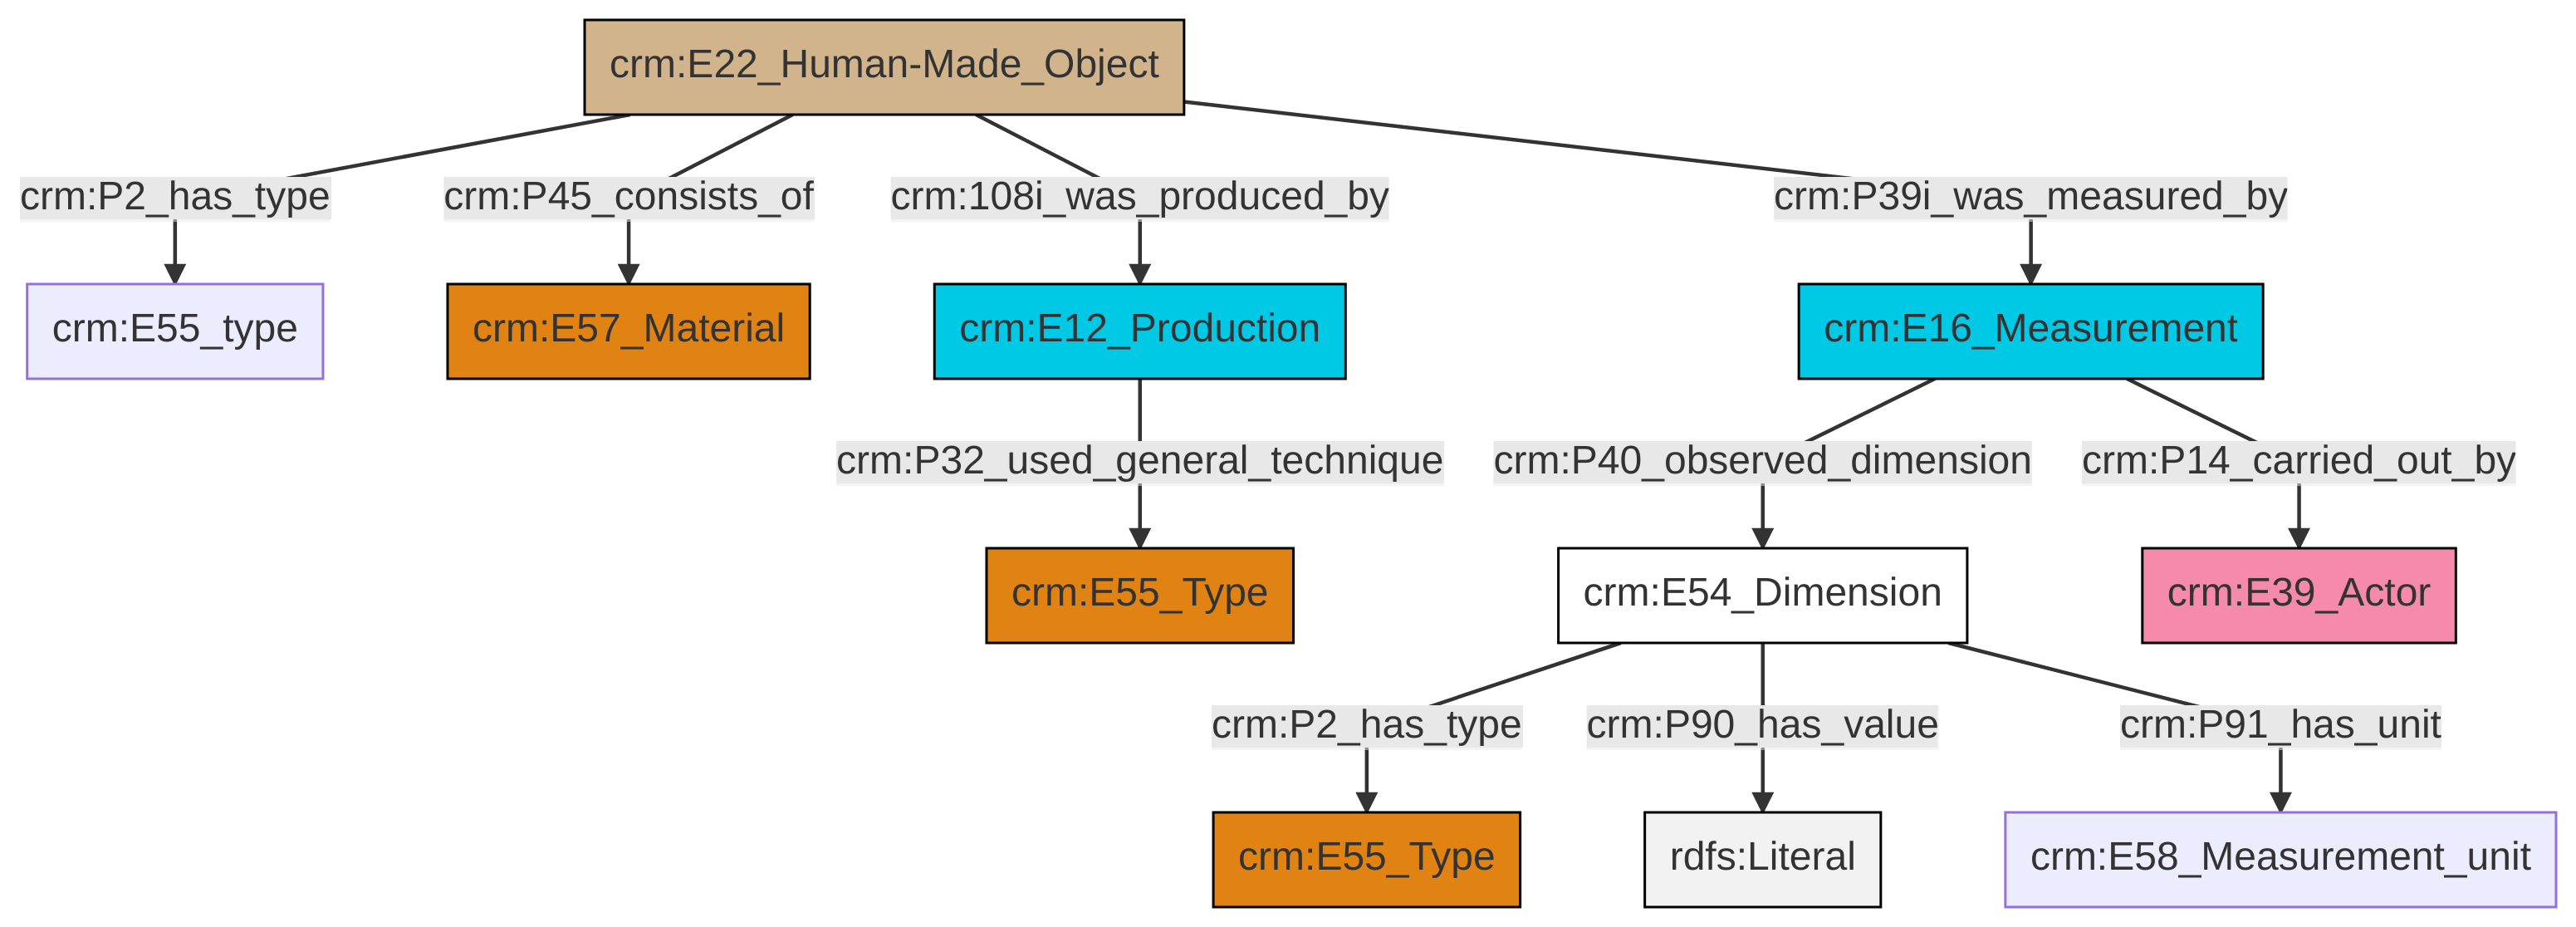 crm:E22_Human-Made_Object
crm:P2_has_type
crm:P45_consists_of
crm:108i_was_produced_by
crm:P39i_was_measured_by
crm:E55_type
crm:E57_Material
crm:E12_Production
crm:E16_Measurement
crm:P32_used_general_technique
crm:P40_observed_dimension
crm:P14_carried_out_by
crm:E55_Type
crm:E54_Dimension
crm:E39_Actor
crm:P2_has_type
crm:P90_has_value
crm:P91_has_unit
crm:E55_Type
rdfs:Literal
crm:E58_Measurement_unit